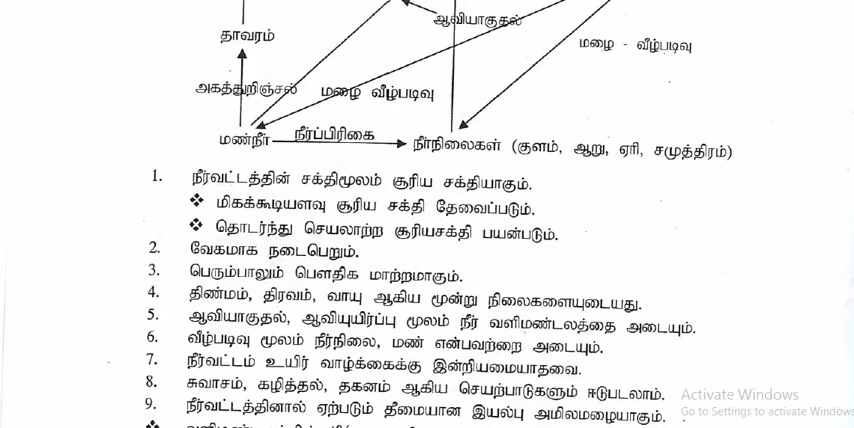 ஆவியாகுதல்
தாவரம்
மழை - வீழ்படிவு
அகத்துறிஞ்சல் மழை வீழ்படிவு
மண்நீர் நீர்ப்பிரிகை நீர்நிலைகள் (குளம், ஆறு, ஏரி, சமுத்திரம்)
1. நீர்வட்டத்தின் சக்திமூலம் சூரிய சக்தியாகும்.
❖ மிகக்கூடியளவு சூரிய சக்தி தேவைப்படும்.
❖ தொடர்ந்து செயலாற்ற சூரியசக்தி பயன்படும்.
2. வேகமாக நடைபெறும்.
3. பெரும்பாலும் பௌதிக மாற்றமாகும்.
4. திண்மம், திரவம், வாயு ஆகிய மூன்று நிலைகளையுடையது.
5. ஆவியாகுதல், ஆவியுயிர்ப்பு மூலம் நீர் வளிமண்டலத்தை அடையும்.
6. வீழ்படிவு மூலம் நீர்நிலை, மண் என்பவற்றை அடையும்.
7. நீர்வட்டம் உயிர் வாழ்க்கைக்கு இன்றியமையாதவை.
8. சுவாசம், கழித்தல், தகனம் ஆகிய செயற்பாடுகளும் ஈடுபடலாம்.
Activate Windows
Go to Settings to activate Windows
9. நீர்வட்டத்தினால் ஏற்படும் தீமையான இயல்பு அமிலமழையாகும்.